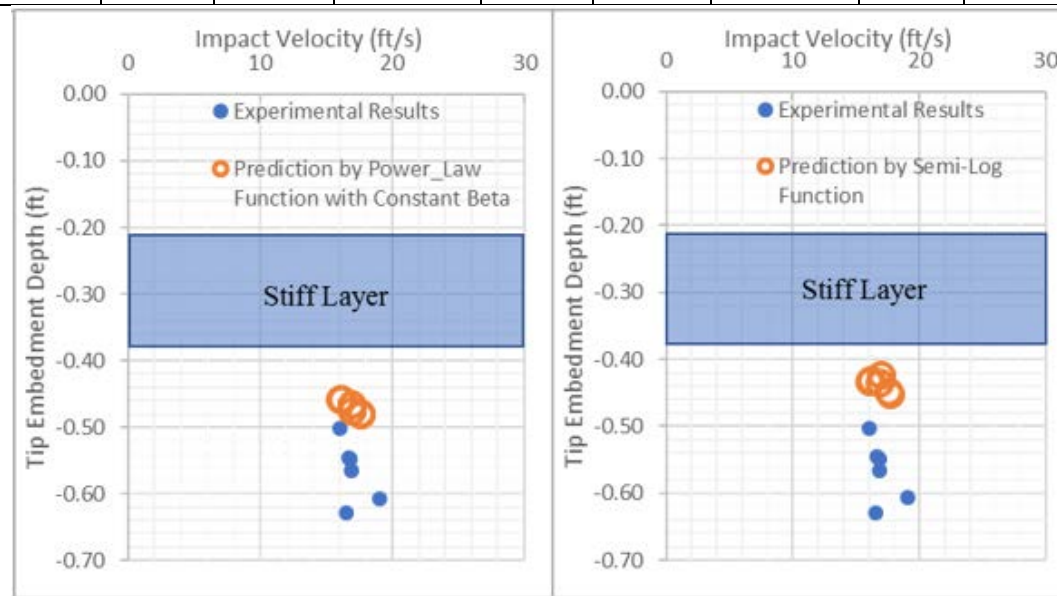 Impact Velocity (ft/s)
0 10 20 30
0.00
-0.10
-0.20
-0.30
-0.40
-0.50
-0.60
-0.70
Tip Embedment Depth (ft)
Experimental Results
Prediction by Power_Law
Function with Constant Beta
Stiff Layer
Impact Velocity (ft/s)
0 10 20 30
0.00
-0.10
-0.20
-0.30
-0.40
-0.50
-0.60
-0.70
Tip Embedment Depth (ft)
Experimental Results
Prediction by Semi-Log
Function
Stiff Layer